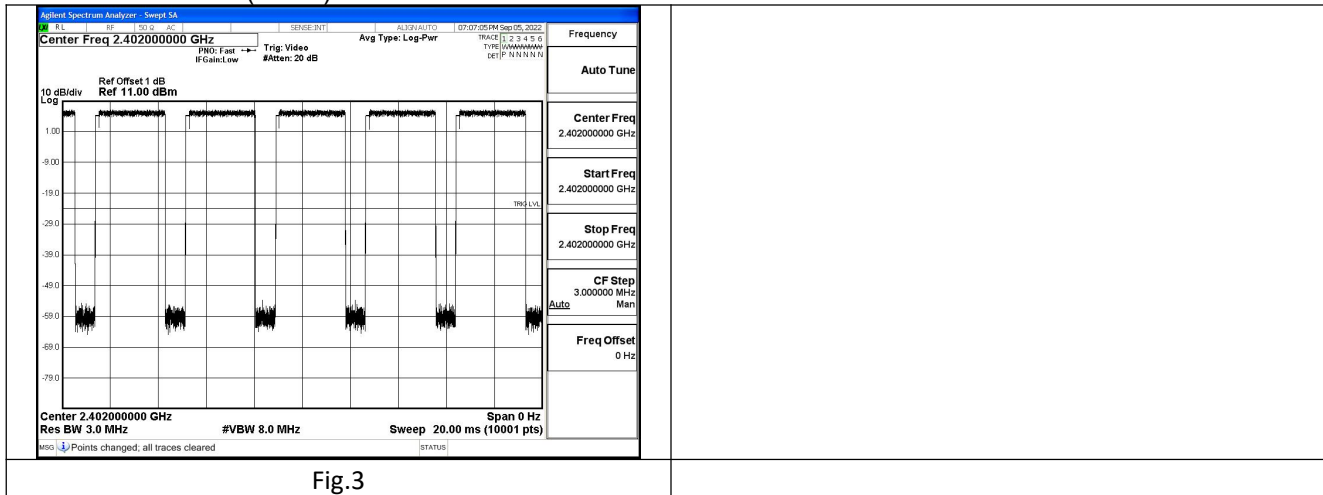 Agilent Spectrum Analyzer - Swept SA
RL RF 50 Ω AC SENSE:INT ALIGN AUTO 07:07:05 PM Sep 05, 2022
Center Freq 2.402000000 GHz
PNO: Fast Trig: Video
IFGain:Low #Atten: 20 dB
Avg Type: Log-Pwr
TRACE 1 2 3 4 5 6
TYPE
DET P N N N N N
Ref Offset 1 dB
10 dB/div Ref 11.00 dBm
Log
1.00
-9.00
-19.0
TRIG LVL
-29.0
-39.0
-49.0
-59.0
-69.0
-79.0
Center 2.402000000 GHz Span 0 Hz
Res BW 3.0 MHz #VBW 8.0 MHz Sweep 20.00 ms (10001 pts)
MSG Points changed; all traces cleared STATUS
Frequency
Auto Tune
Center Freq
2.402000000 GHz
Start Freq
2.402000000 GHz
Stop Freq
2.402000000 GHz
CF Step
3.000000 MHz
Auto Man
Freq Offset
0 Hz
Fig.3